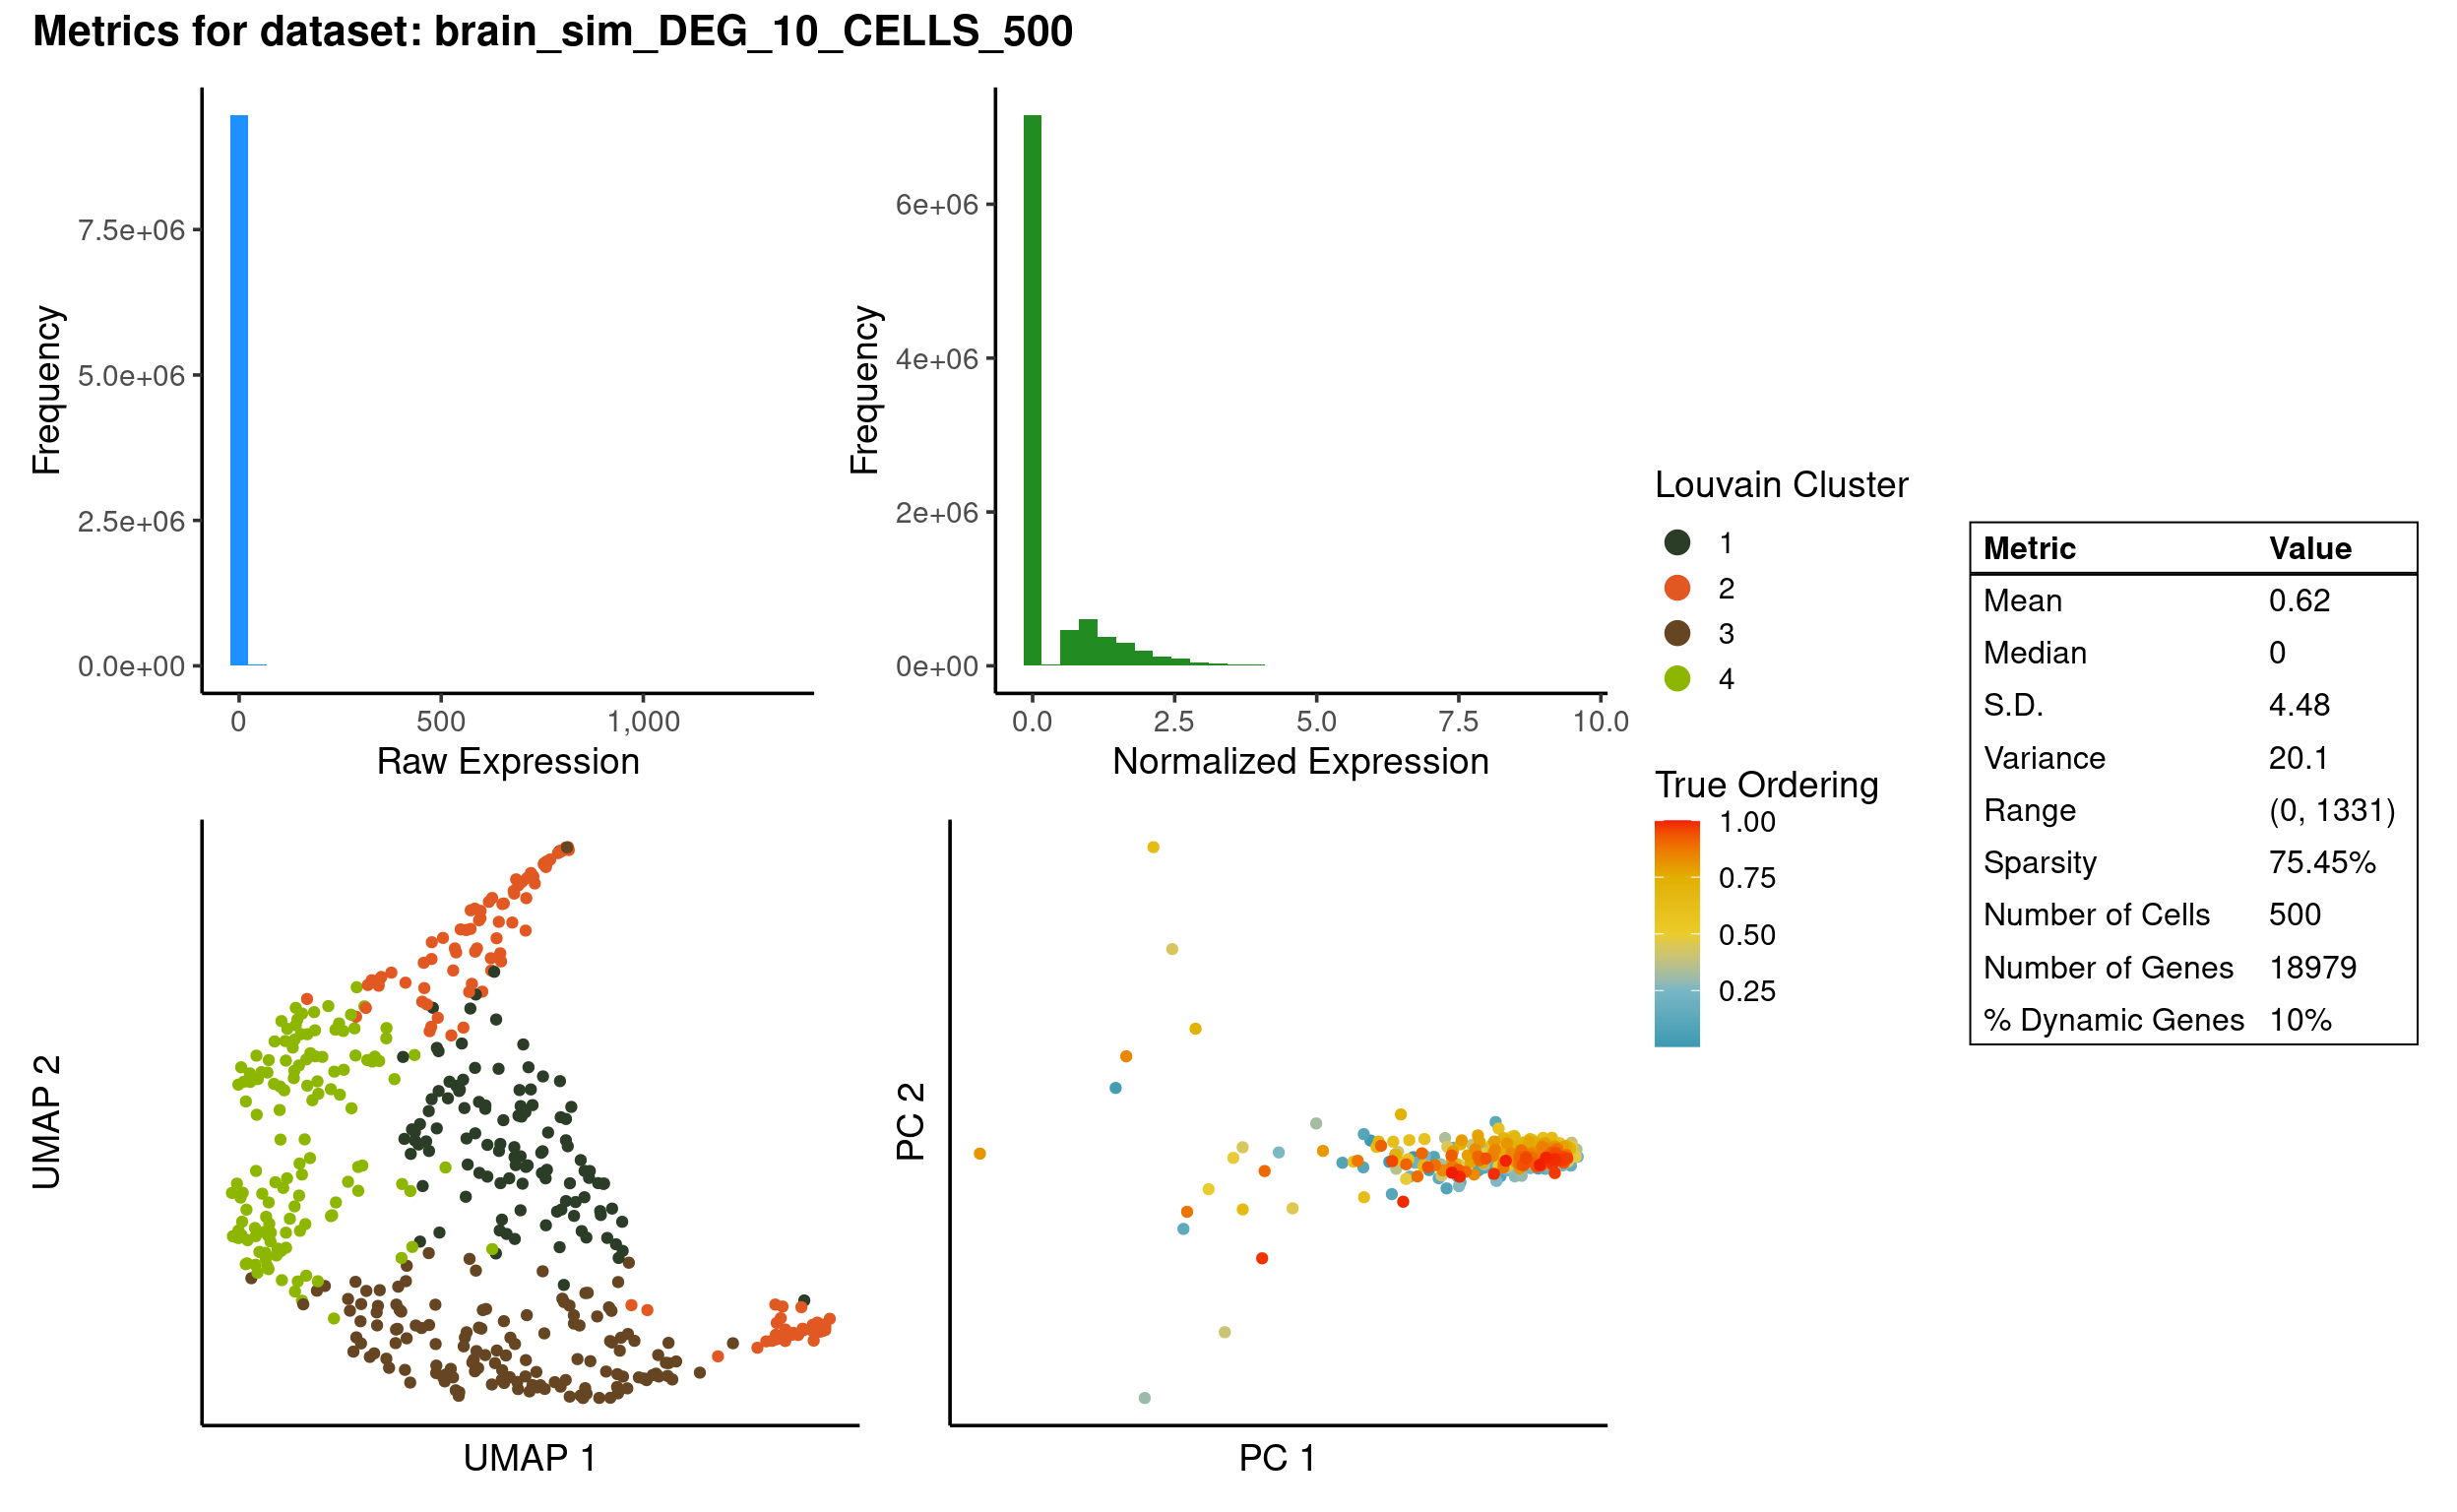 Metrics for dataset: brain_sim_DEG_10_CELLS_500
Frequency
7.5e+06
5.0e+06
2.5e+06
0.0e+00
0
500
1,000
Raw Expression
Frequency
6e+06
4e+06
2e+06
0e+00
0.0
2.5
5.0
7.5
10.0
Normalized Expression
UMAP 2
UMAP 1
PC 2
PC 1
Louvain Cluster
1
2
3
4
True Ordering
1.00
0.75
0.50
0.25
Metric Value
Mean 0.62
Median 0
S.D. 4.48
Variance 20.1
Range (0, 1331)
Sparsity 75.45%
Number of Cells 500
Number of Genes 18979
% Dynamic Genes 10%